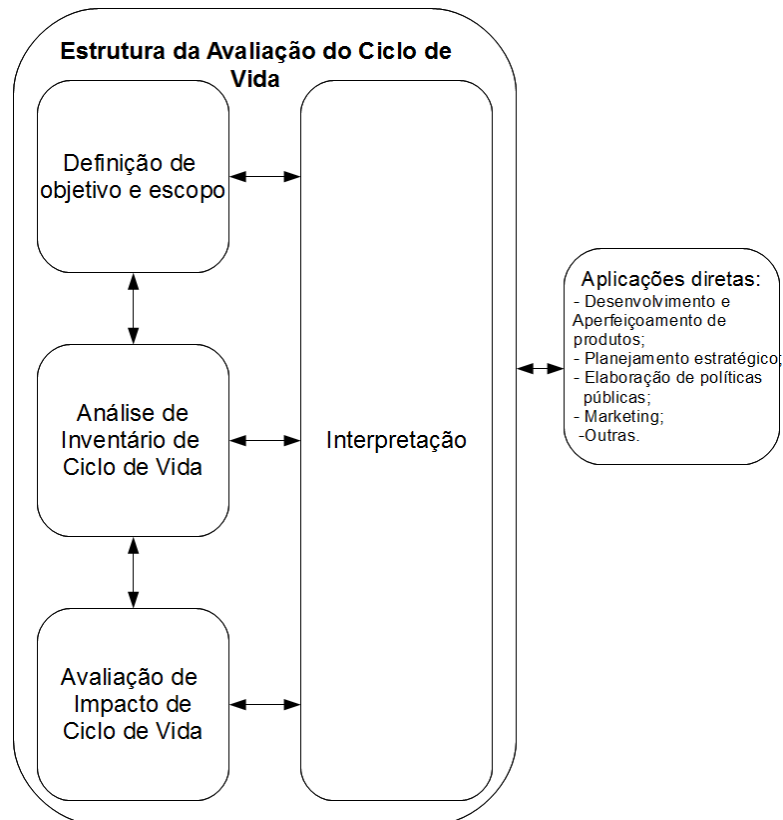 Estrutura da Avaliação do Ciclo de
Vida
Definição de
objetivo e escopo
Análise de
Inventário de
Ciclo de Vida
Avaliação de
Impacto de
Ciclo de Vida
Interpretação
Aplicações diretas:
- Desenvolvimento e
Aperfeiçoamento de
produtos;
- Planejamento estratégico;
- Elaboração de políticas
públicas;
- Marketing;
-Outras.